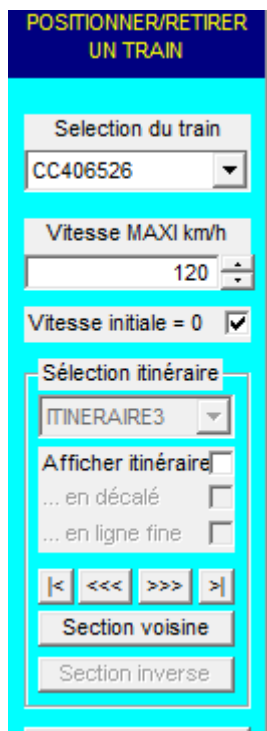 POSITIONNER/RETIRER
UN TRAIN
Selection du train
CC406526
Vitesse MAXI km/h
120
Vitesse initiale = 0
Sélection itinéraire
ITINERAIRE3
Afficher itinéraire
... en décalé
... en ligne fine
|< <<< >>> >|
Section voisine
Section inverse